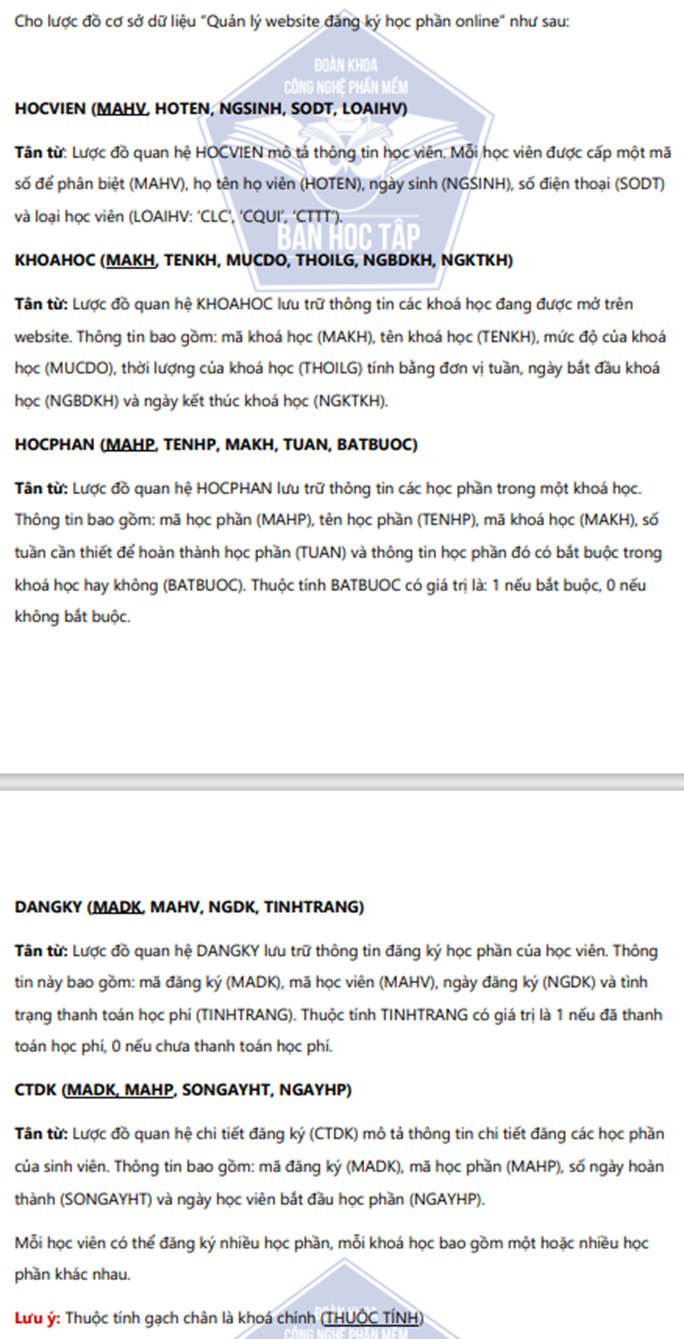 Cho lược đồ cơ sở dữ liệu “Quản lý website đăng ký học phần online” như sau:
ĐOÀN KHOA
CÔNG NGHỆ PHẦN MỀM
HOCVIEN (MAHV, HOTEN, NGSINH, SODT, LOAIHV)
Tân từ: Lược đồ quan hệ HOCVIEN mô tả thông tin học viên. Mỗi học viên được cấp một mã
số để phân biệt (MAHV), họ tên họ viên (HOTEN), ngày sinh (NGSINH), số điện thoại (SODT)
và loại học viên (LOAIHV: ‘CLC’, ‘CQUI’, ‘CTTT’).
BAN HỌC TẬP
KHOAHOC (MAKH, TENKH, MUCDO, THOILG, NGBDKH, NGKTKH)
Tân từ: Lược đồ quan hệ KHOAHOC lưu trữ thông tin các khoá học đang được mở trên
website. Thông tin bao gồm: mã khoá học (MAKH), tên khoá học (TENKH), mức độ của khoá
học (MUCDO), thời lượng của khoá học (THOILG) tính bằng đơn vị tuần, ngày bắt đầu khoá
học (NGBDKH) và ngày kết thúc khoá học (NGKTKH).
HOCPHAN (MAHP, TENHP, MAKH, TUAN, BATBUOC)
Tân từ: Lược đồ quan hệ HOCPHAN lưu trữ thông tin các học phần trong một khoá học.
Thông tin bao gồm: mã học phần (MAHP), tên học phần (TENHP), mã khoá học (MAKH), số
tuần cần thiết để hoàn thành học phần (TUAN) và thông tin học phần đó có bắt buộc trong
khoá học hay không (BATBUOC). Thuộc tính BATBUOC có giá trị là: 1 nếu bắt buộc, 0 nếu
không bắt buộc.
DANGKY (MADK, MAHV, NGDK, TINHTRANG)
Tân từ: Lược đồ quan hệ DANGKY lưu trữ thông tin đăng ký học phần của học viên. Thông
tin này bao gồm: mã đăng ký (MADK), mã học viên (MAHV), ngày đăng ký (NGDK) và tình
trạng thanh toán học phí (TINHTRANG). Thuộc tính TINHTRANG có giá trị là 1 nếu đã thanh
toán học phí, 0 nếu chưa thanh toán học phí.
CTDK (MADK, MAHP, SONGAYHT, NGAYHP)
Tân từ: Lược đồ quan hệ chi tiết đăng ký (CTDK) mô tả thông tin chi tiết đăng các học phần
của sinh viên. Thông tin bao gồm: mã đăng ký (MADK), mã học phần (MAHP), số ngày hoàn
thành (SONGAYHT) và ngày học viên bắt đầu học phần (NGAYHP).
Mỗi học viên có thể đăng ký nhiều học phần, mỗi khoá học bao gồm một hoặc nhiều học
phần khác nhau.
Lưu ý: Thuộc tính gạch chân là khoá chính (THUỘC TÍNH)
ĐOÀN KHOA
CÔNG NGHỆ PHẦN MỀM